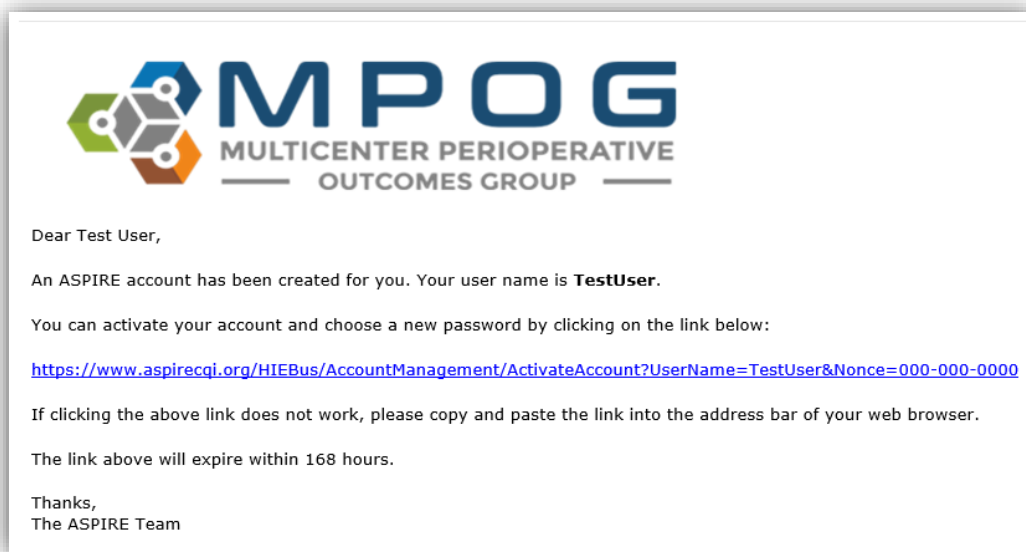 MPOG
MULTICENTER PERIOPERATIVE
OUTCOMES GROUP
Dear Test User,
An ASPIRE account has been created for you. Your user name is TestUser.
You can activate your account and choose a new password by clicking on the link below:
https://www.aspirecqi.org/HIEBus/AccountManagement/ActivateAccount?UserName=TestUser&Nonce=000-000-0000
If clicking the above link does not work, please copy and paste the link into the address bar of your web browser.
The link above will expire within 168 hours.
Thanks,
The ASPIRE Team